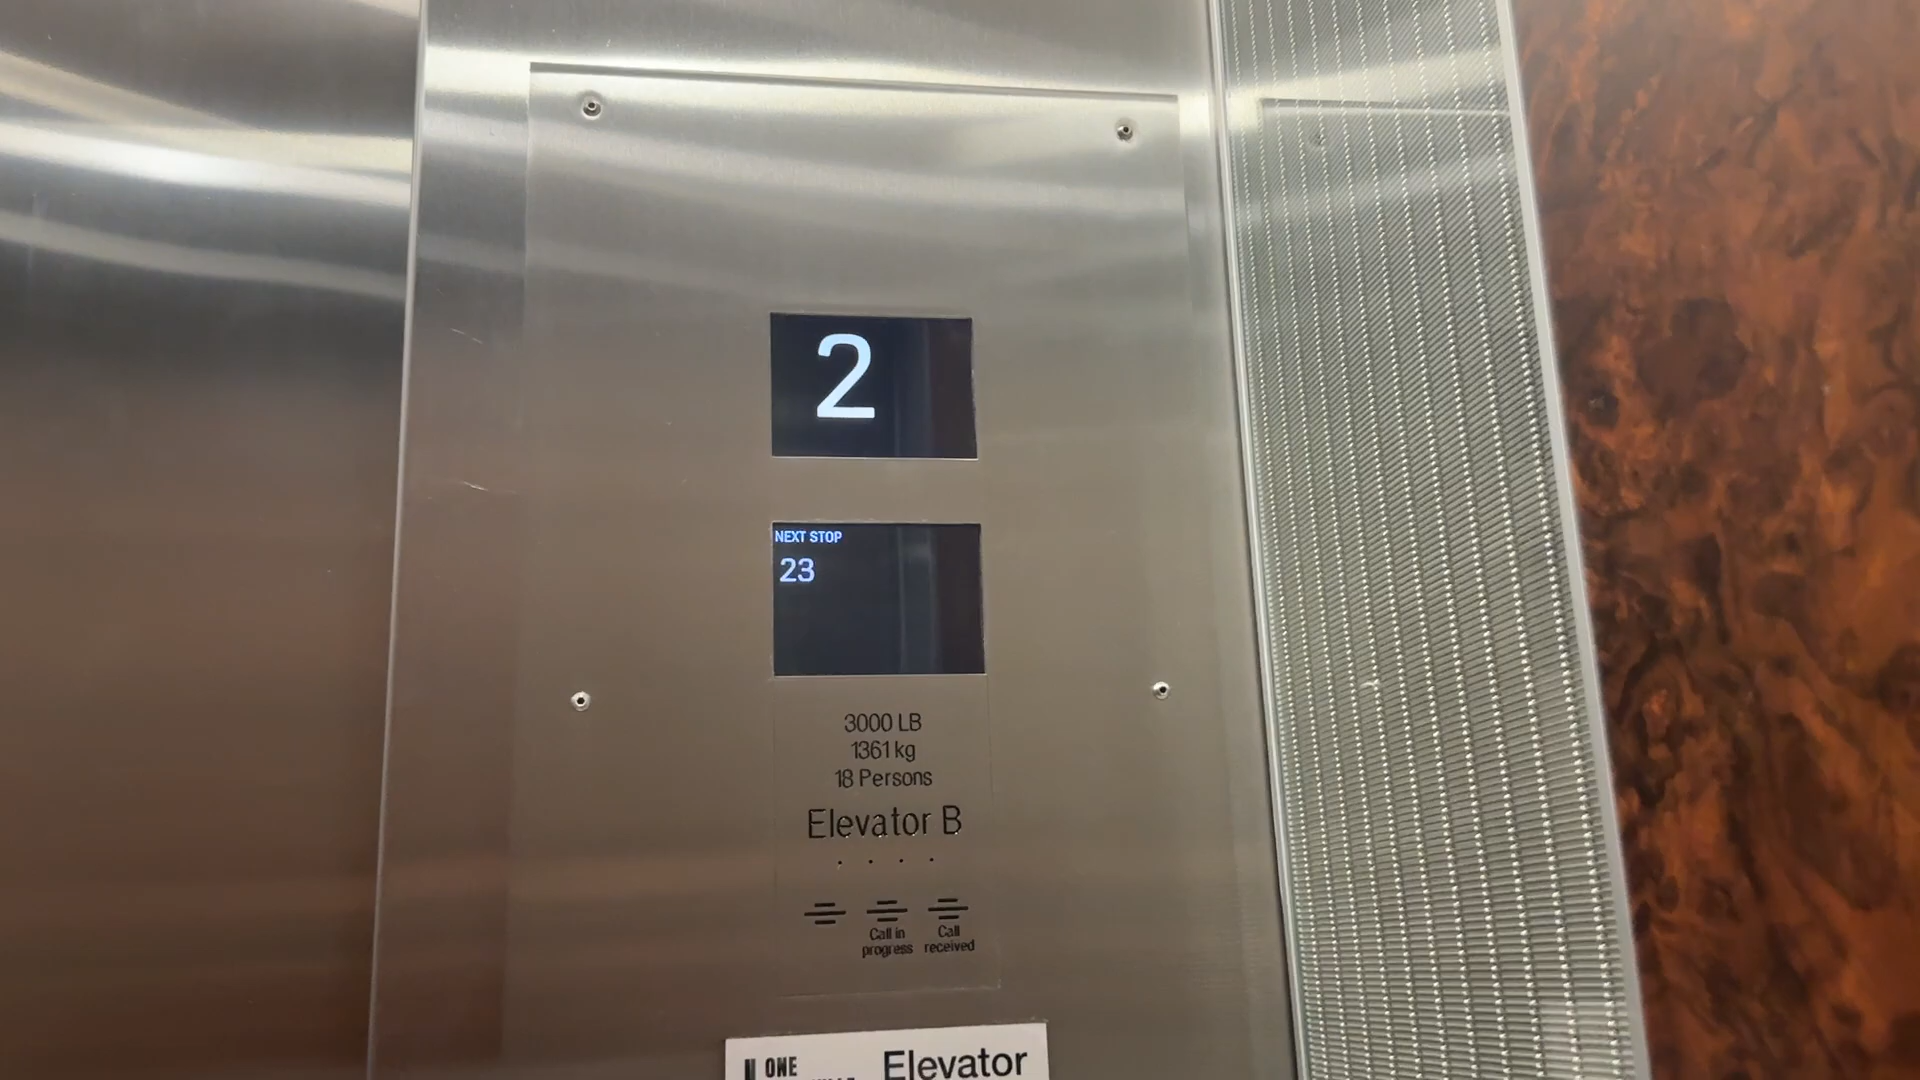 2
NEXT STOP
23
3000 LB
1361 kg
18 Persons
Elevator B
Call in
progress
Call
received
ONE
Elevator